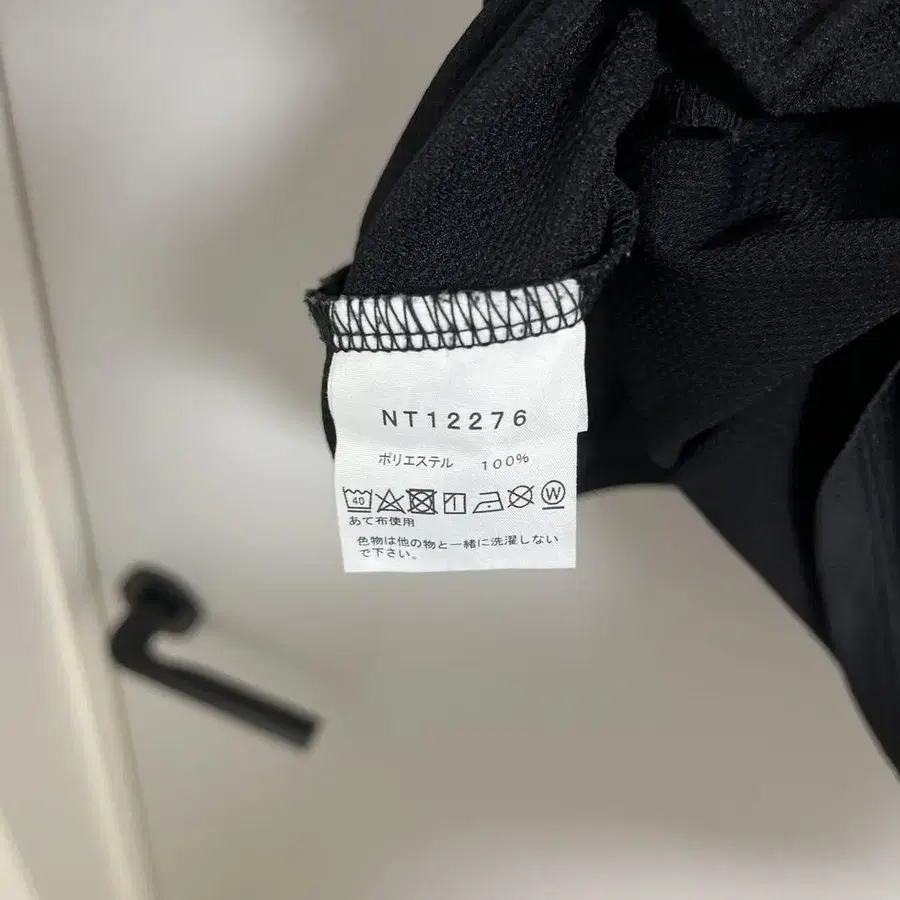 NT12276
ポリエステル 100%
40 W
あて布使用
色物は他の物と一緒に洗濯しない
で下さい。